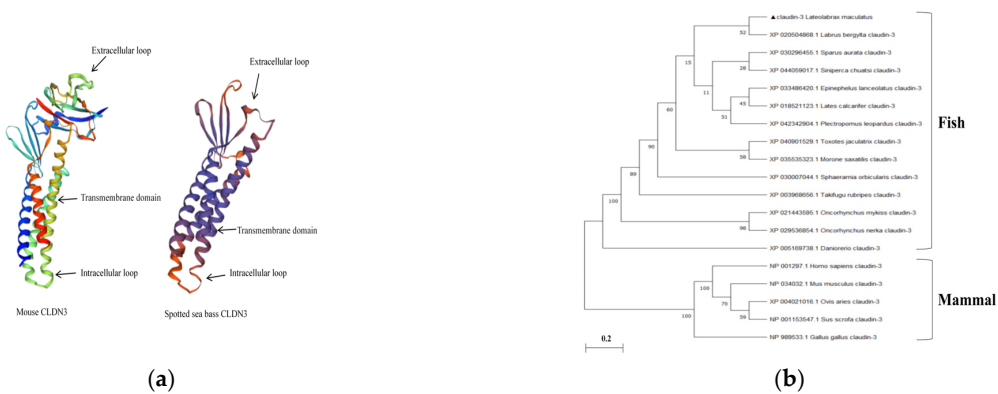 Extracellular loop
Extracellular loop
Transmembrane domain
Transmembrane domain
Intracellular loop
Intracellular loop
Mouse CLDN3
Spotted sea bass CLDN3
(a)
▲claudin-3 Lateolabrax maculatus
52
XP 020504868.1 Labrus bergylta claudin-3
15
XP 030296455.1 Sparus aurata claudin-3
26
XP 044059017.1 Siniperca chuatsi claudin-3
11
XP 033486420.1 Epinephelus lanceolatus claudin-3
45
XP 018521123.1 Lates calcarifer claudin-3
51
XP 042342904.1 Plectropomus leopardus claudin-3
60
XP 040901529.1 Toxotes jaculatrix claudin-3
56
XP 035535323.1 Morone saxatilis claudin-3
90
XP 030007044.1 Sphaeramia orbicularis claudin-3
89
XP 003968656.1 Takifugu rubripes claudin-3
100
XP 021443585.1 Oncorhynchus mykiss claudin-3
98
XP 029536854.1 Oncorhynchus nerka claudin-3
XP 005169738.1 Daniorerio claudin-3
Fish
NP 001297.1 Homo sapiens claudin-3
100
NP 034032.1 Mus musculus claudin-3
70
XP 004021016.1 Ovis aries claudin-3
59
NP 001153547.1 Sus scrofa claudin-3
100
NP 989533.1 Gallus gallus claudin-3
Mammal
0.2
(b)